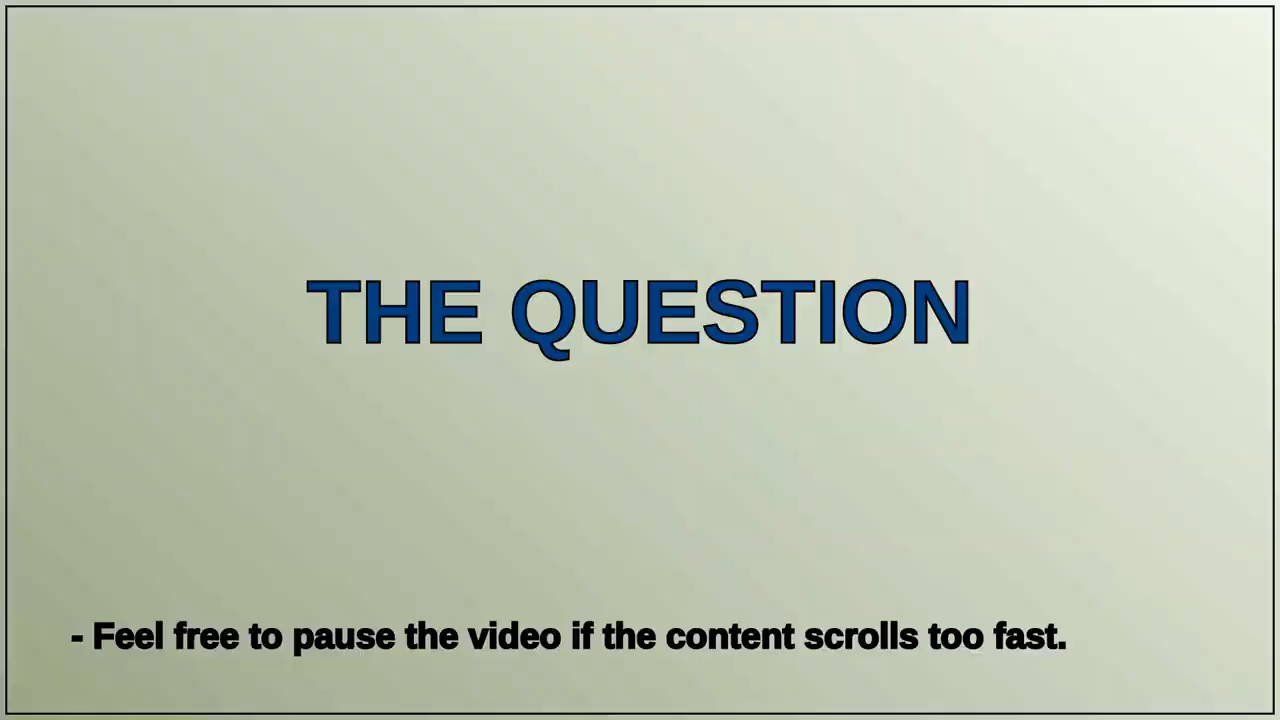 THE QUESTION
- Feel free to pause the video if the content scrolls too fast.